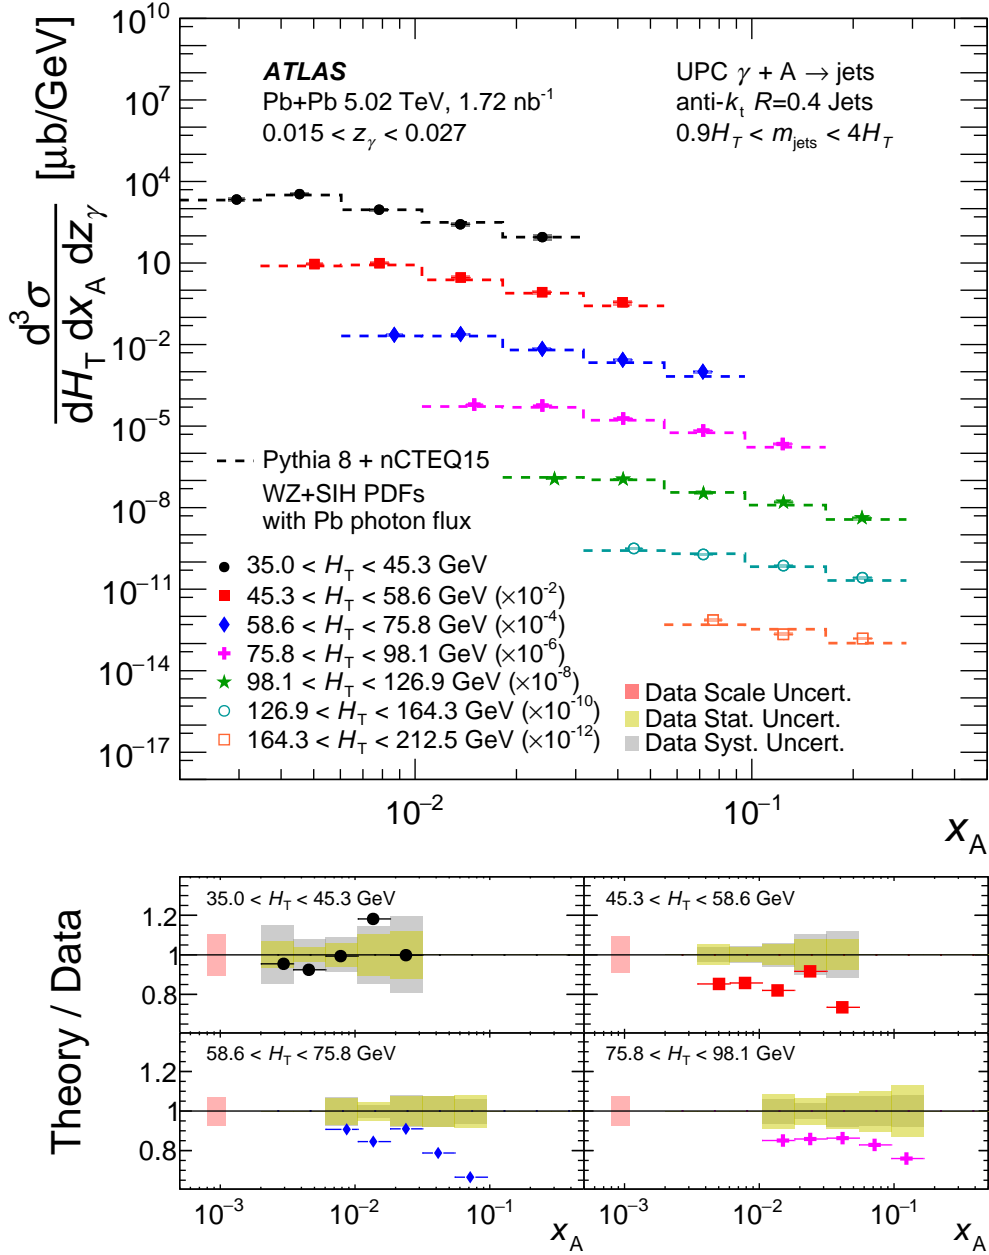 ATLAS
Pb+Pb 5.02 TeV, 1.72 nb⁻¹
0.015 < z_γ < 0.027
UPC γ + A → jets
anti-k_t R=0.4 Jets
0.9H_T < m_jets < 4H_T
d³σ / dH_T dx_A dz_γ [μb/GeV]
10¹⁰
10⁷
10⁴
10
10⁻²
10⁻⁵
10⁻⁸
10⁻¹¹
10⁻¹⁴
10⁻¹⁷
Pythia 8 + nCTEQ15
WZ+SIH PDFs
with Pb photon flux
35.0 < H_T < 45.3 GeV
45.3 < H_T < 58.6 GeV (×10⁻²)
58.6 < H_T < 75.8 GeV (×10⁻⁴)
75.8 < H_T < 98.1 GeV (×10⁻⁶)
98.1 < H_T < 126.9 GeV (×10⁻⁸)
126.9 < H_T < 164.3 GeV (×10⁻¹⁰)
164.3 < H_T < 212.5 GeV (×10⁻¹²)
Data Scale Uncert.
Data Stat. Uncert.
Data Syst. Uncert.
10⁻² 10⁻¹
x_A
Theory / Data
35.0 < H_T < 45.3 GeV
45.3 < H_T < 58.6 GeV
1.2
1
0.8
58.6 < H_T < 75.8 GeV
75.8 < H_T < 98.1 GeV
1.2
1
0.8
10⁻³ 10⁻² 10⁻¹
x_A
10⁻³ 10⁻² 10⁻¹
x_A